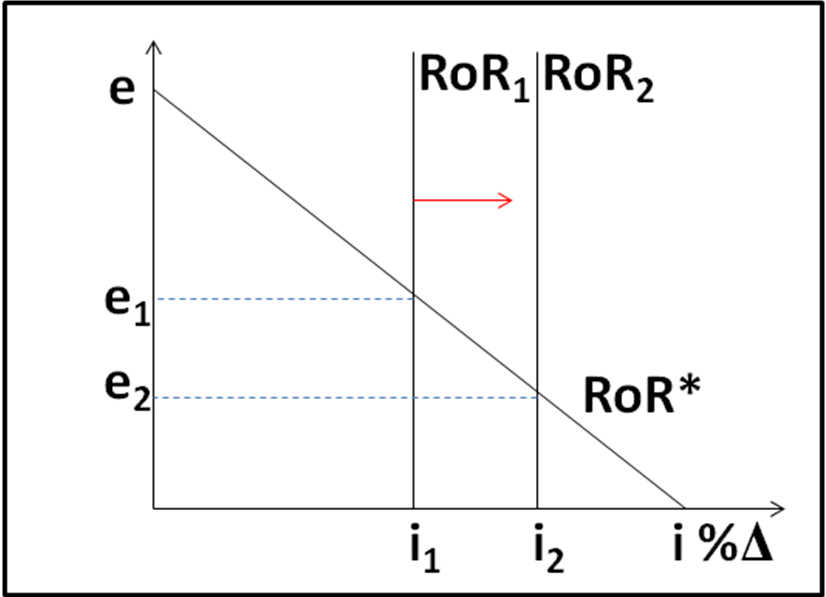 e
RoR₁ RoR₂
e₁
e₂
RoR*
i₁ i₂ i %Δ